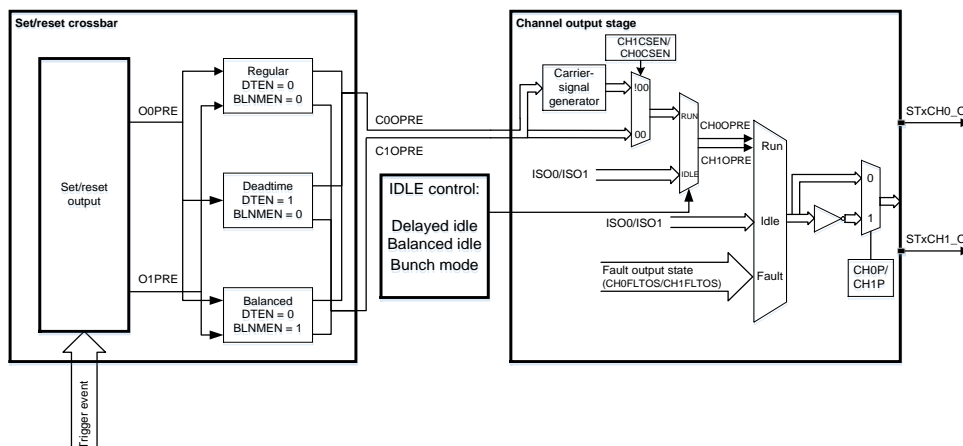 Set/reset crossbar
Set/reset
output
O0PRE
O1PRE
Regular
DTEN = 0
BLNMEN = 0
Deadtime
DTEN = 1
BLNMEN = 0
Balanced
DTEN = 0
BLNMEN = 1
Trigger event
C0OPRE
C1OPRE
IDLE control:
Delayed idle
Balanced idle
Bunch mode
Channel output stage
CH1CSEN/
CH0CSEN
Carrier-
signal
generator
!00
00
RUN
IDLE
ISO0/ISO1
CH0OPRE
CH1OPRE
ISO0/ISO1
Run
Idle
Fault
Fault output state
(CH0FLTOS/CH1FLTOS)
0
1
CH0P/
CH1P
STxCH0_O
STxCH1_O